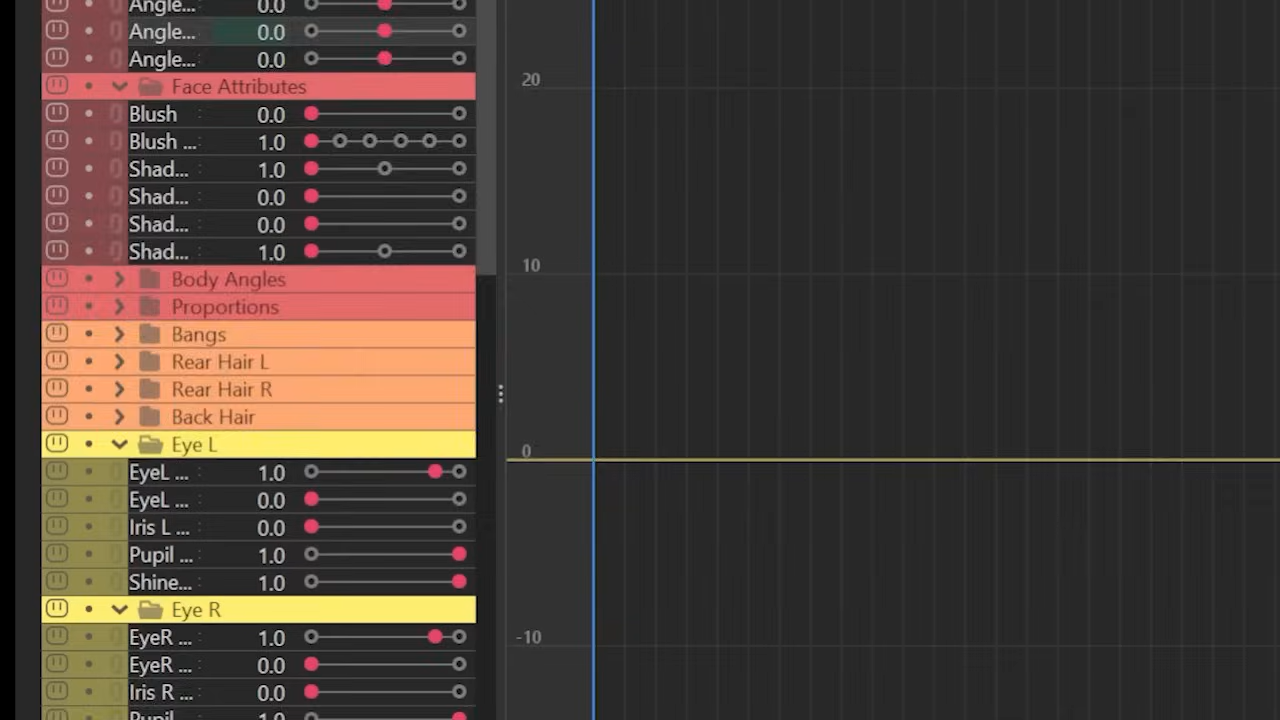 Angle... 0.0
Angle... 0.0
20
Angle... 0.0
Face Attributes
Blush 0.0
Blush ... 1.0
Shad... 1.0
Shad... 0.0
Shad... 0.0
Shad... 1.0
10
Body Angles
Proportions
Bangs
Rear Hair L
Rear Hair R
Back Hair
Eye L
0
EyeL ... 1.0
EyeL ... 0.0
Iris L ... 0.0
Pupil ... 1.0
Shine... 1.0
Eye R
EyeR ... 1.0
-10
EyeR ... 0.0
Iris R ... 0.0
Pupil ... 1.0